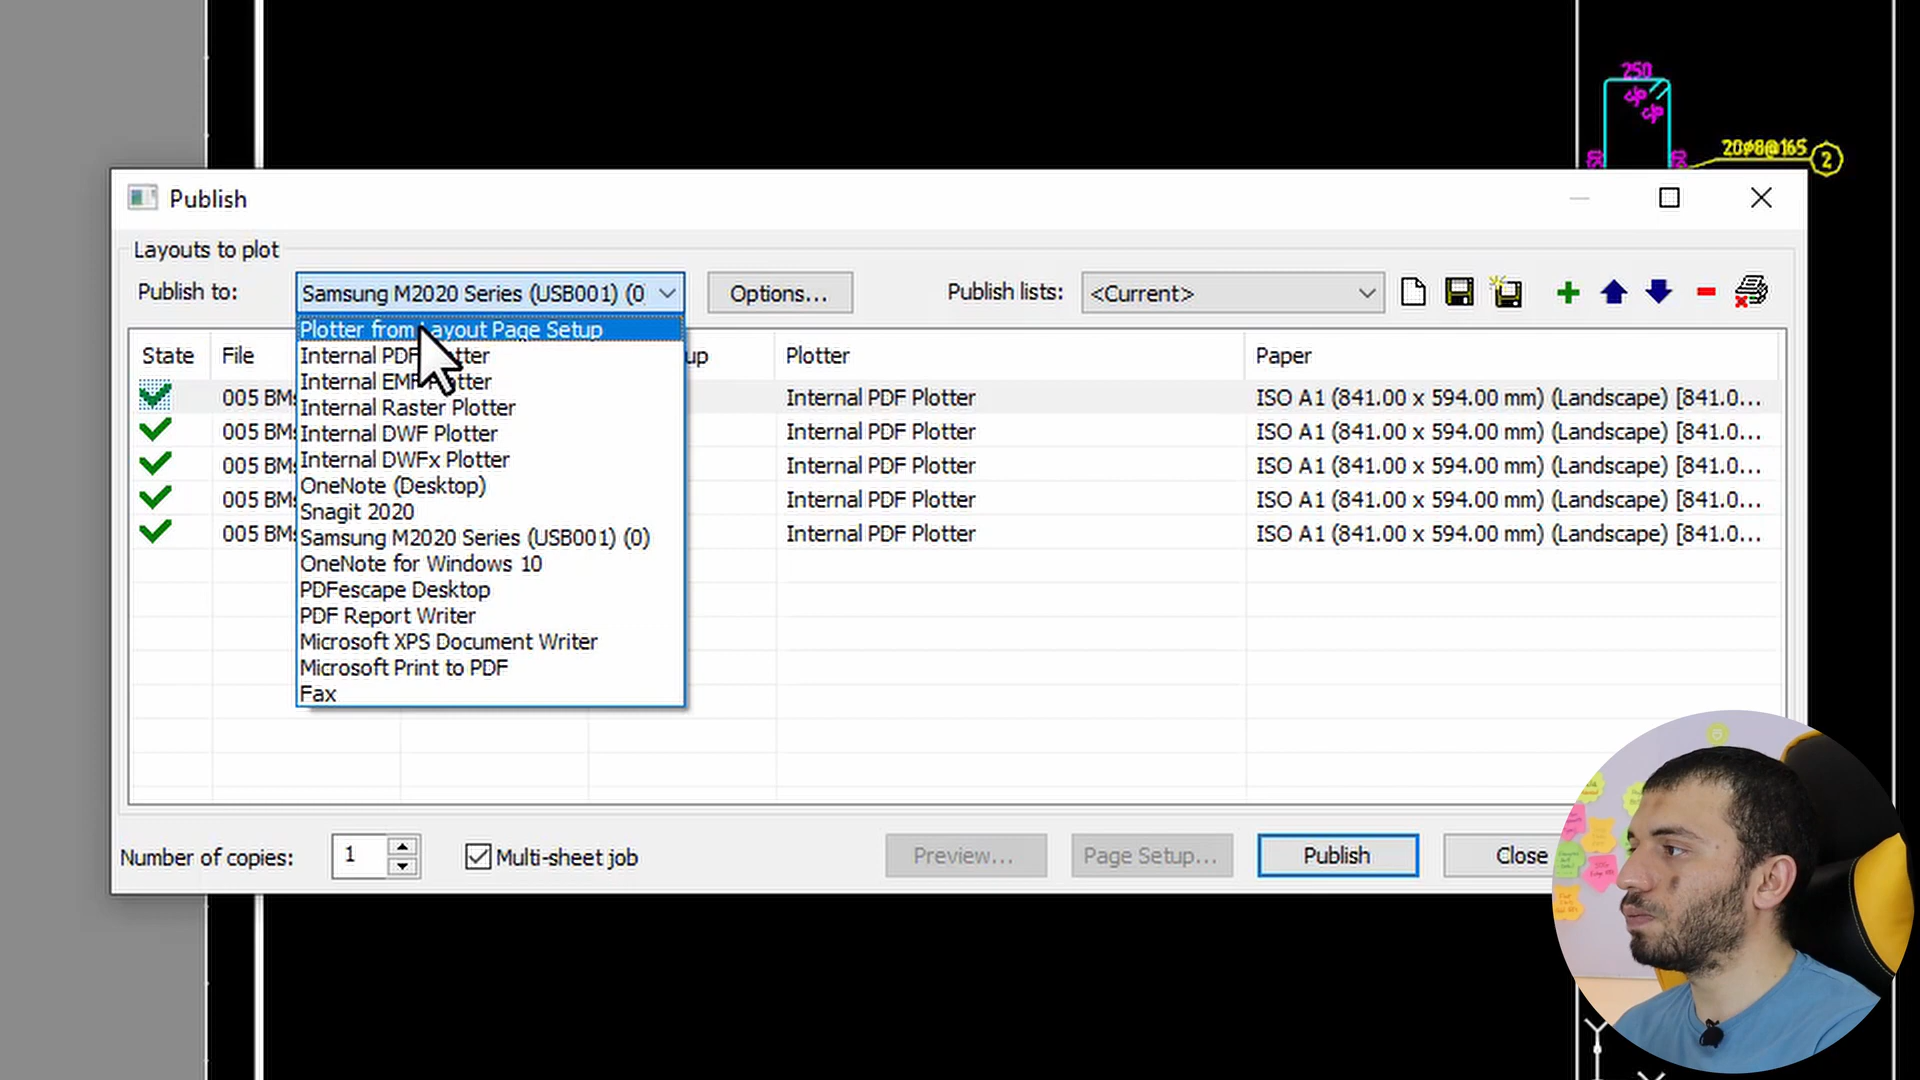 250
20ø8@165
2
Publish
Layouts to plot
Publish to:
Samsung M2020 Series (USB001) (0
Options...
Publish lists:
<Current>
State
File
up
Plotter
Paper
005 BM
Internal PDF Plotter
ISO A1 (841.00 x 594.00 mm) (Landscape) [841.0...
005 BM
Internal PDF Plotter
ISO A1 (841.00 x 594.00 mm) (Landscape) [841.0...
005 BM
Internal PDF Plotter
ISO A1 (841.00 x 594.00 mm) (Landscape) [841.0...
005 BM
Internal PDF Plotter
ISO A1 (841.00 x 594.00 mm) (Landscape) [841.0...
005 BM
Internal PDF Plotter
ISO A1 (841.00 x 594.00 mm) (Landscape) [841.0...
Plotter from Layout Page Setup
Internal PDF Plotter
Internal EMF Plotter
Internal Raster Plotter
Internal DWF Plotter
Internal DWFx Plotter
OneNote (Desktop)
Snagit 2020
Samsung M2020 Series (USB001) (0)
OneNote for Windows 10
PDFescape Desktop
PDF Report Writer
Microsoft XPS Document Writer
Microsoft Print to PDF
Fax
Number of copies:
1
Multi-sheet job
Preview...
Page Setup...
Publish
Close